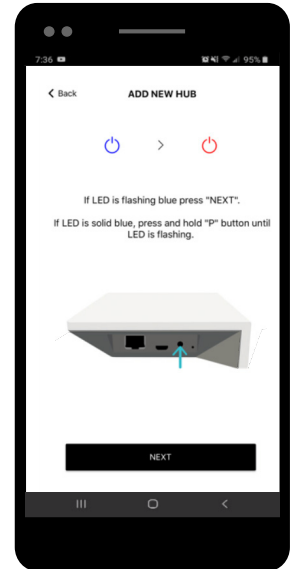 7:36 95%
Back ADD NEW HUB
If LED is flashing blue press "NEXT".
If LED is solid blue, press and hold "P" button until
LED is flashing.
NEXT